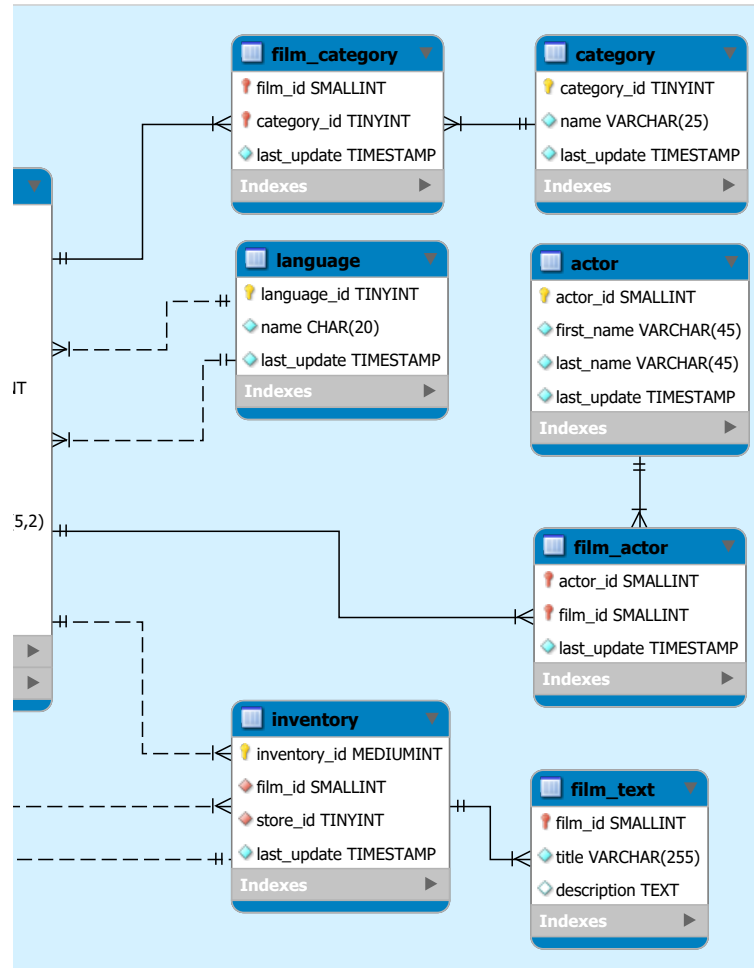 film_category
film_id SMALLINT
category_id TINYINT
last_update TIMESTAMP
Indexes
category
category_id TINYINT
name VARCHAR(25)
last_update TIMESTAMP
Indexes
language
language_id TINYINT
name CHAR(20)
last_update TIMESTAMP
Indexes
actor
actor_id SMALLINT
first_name VARCHAR(45)
last_name VARCHAR(45)
last_update TIMESTAMP
Indexes
NT
5,2)
film_actor
actor_id SMALLINT
film_id SMALLINT
last_update TIMESTAMP
Indexes
inventory
inventory_id MEDIUMINT
film_id SMALLINT
store_id TINYINT
last_update TIMESTAMP
Indexes
film_text
film_id SMALLINT
title VARCHAR(255)
description TEXT
Indexes